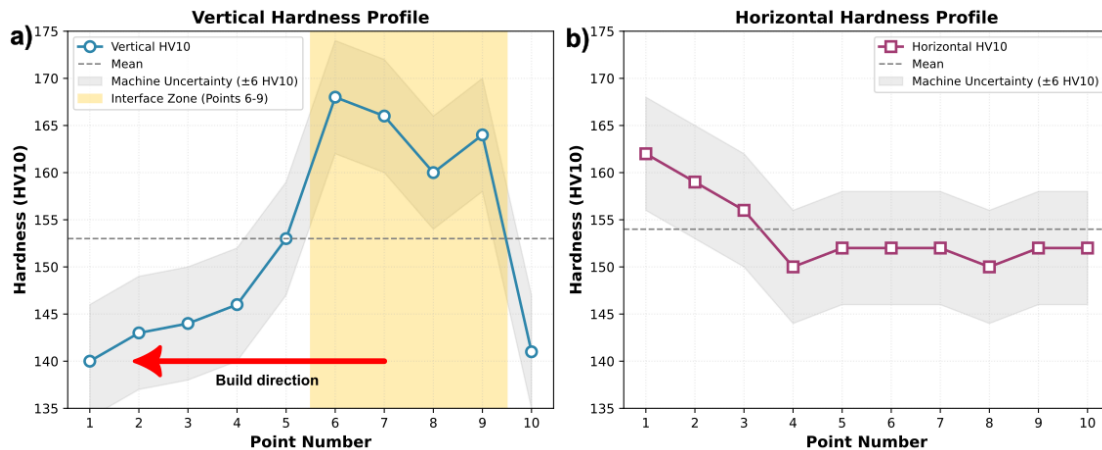 a)
Vertical Hardness Profile
Vertical HV10
Mean
Machine Uncertainty (±6 HV10)
Interface Zone (Points 6-9)
Hardness (HV10)
175
170
165
160
155
150
145
140
135
Build direction
1 2 3 4 5 6 7 8 9 10
Point Number
b)
Horizontal Hardness Profile
Horizontal HV10
Mean
Machine Uncertainty (±6 HV10)
Hardness (HV10)
175
170
165
160
155
150
145
140
135
1 2 3 4 5 6 7 8 9 10
Point Number